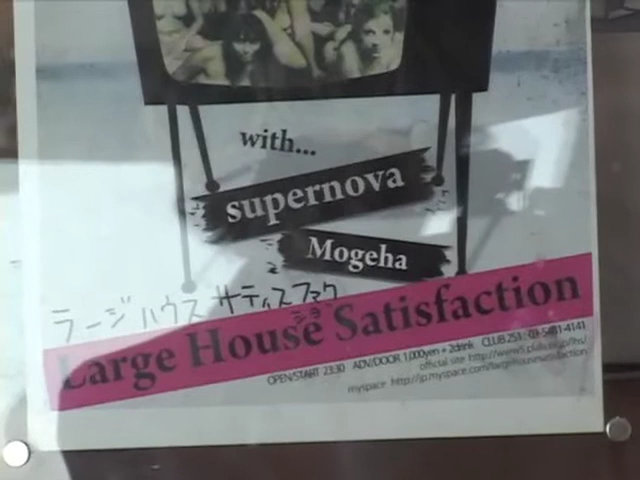 with...
supernova
Mogeha
ラージハウス サティスファク
ション
Large House Satisfaction
OPEN/START 23:30 ADV/DOOR 1,000yen + 2drink CLUB 251 : 03-5481-4141
official site
myspace http://jp.myspace.com/largehousesatisfaction